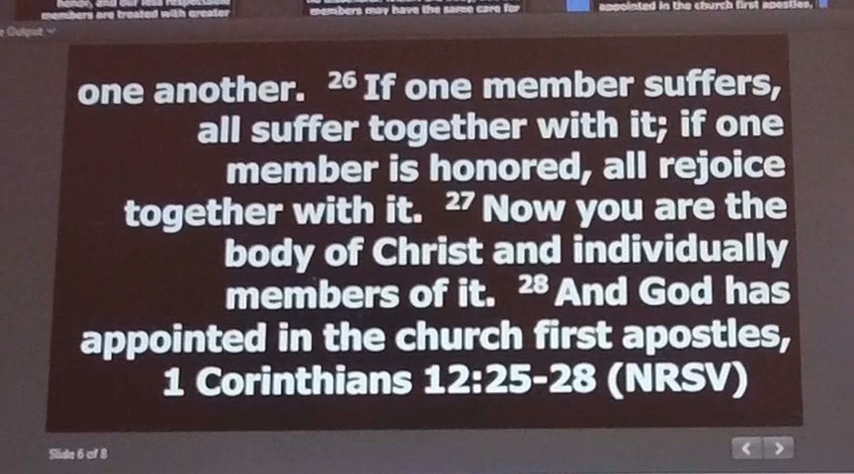 members are treated with greater
members may have the same care for
appointed in the church first apostles,
Output
one another. 26 If one member suffers,
all suffer together with it; if one
member is honored, all rejoice
together with it. 27 Now you are the
body of Christ and individually
members of it. 28 And God has
appointed in the church first apostles,
1 Corinthians 12:25-28 (NRSV)
Slide 6 of 8